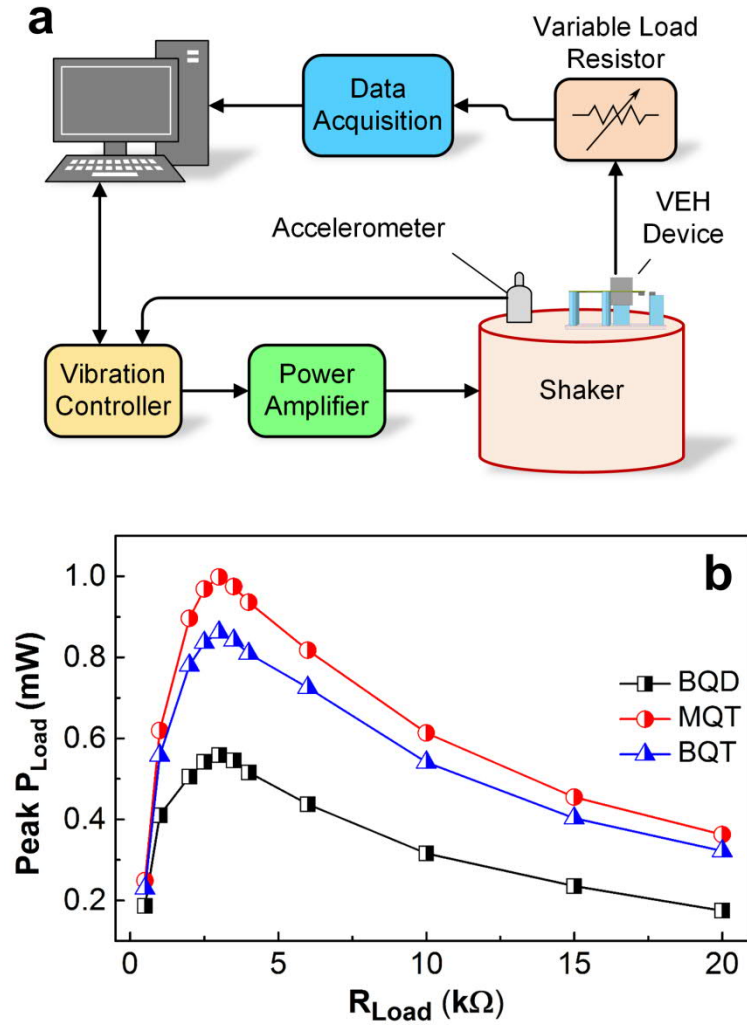 a
Variable Load
Resistor
Data
Acquisition
VEH
Device
Accelerometer
Vibration
Controller
Power
Amplifier
Shaker
b
1.0
0.8
0.6
0.4
0.2
Peak P_Load (mW)
BQD
MQT
BQT
0 5 10 15 20
R_Load (kΩ)